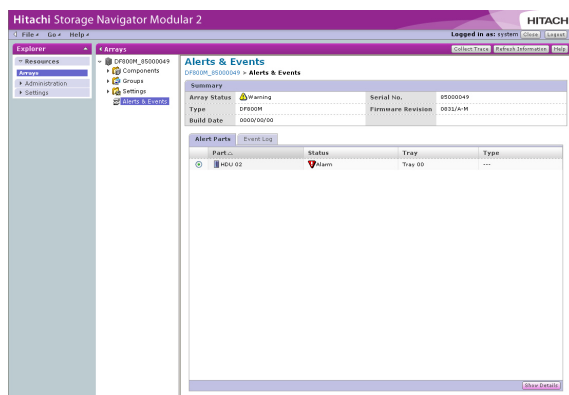 Hitachi Storage Navigator Modular 2
HITACHI
File Go Help
Logged in as: system Close Logout
Explorer
Arrays
Collect Trace Refresh Information Help
Resources
Arrays
Administration
Settings
DF800M_85000049
Components
Groups
Settings
Alerts & Events
Alerts & Events
DF800M_85000049 > Alerts & Events
Summary
Array Status Warning Serial No. 85000049
Type DF800M Firmware Revision 0831/A-M
Build Date 0000/00/00
Alert Parts Event Log
Part Status Tray Type
HDU 02 Alarm Tray 00 ---
Show Details